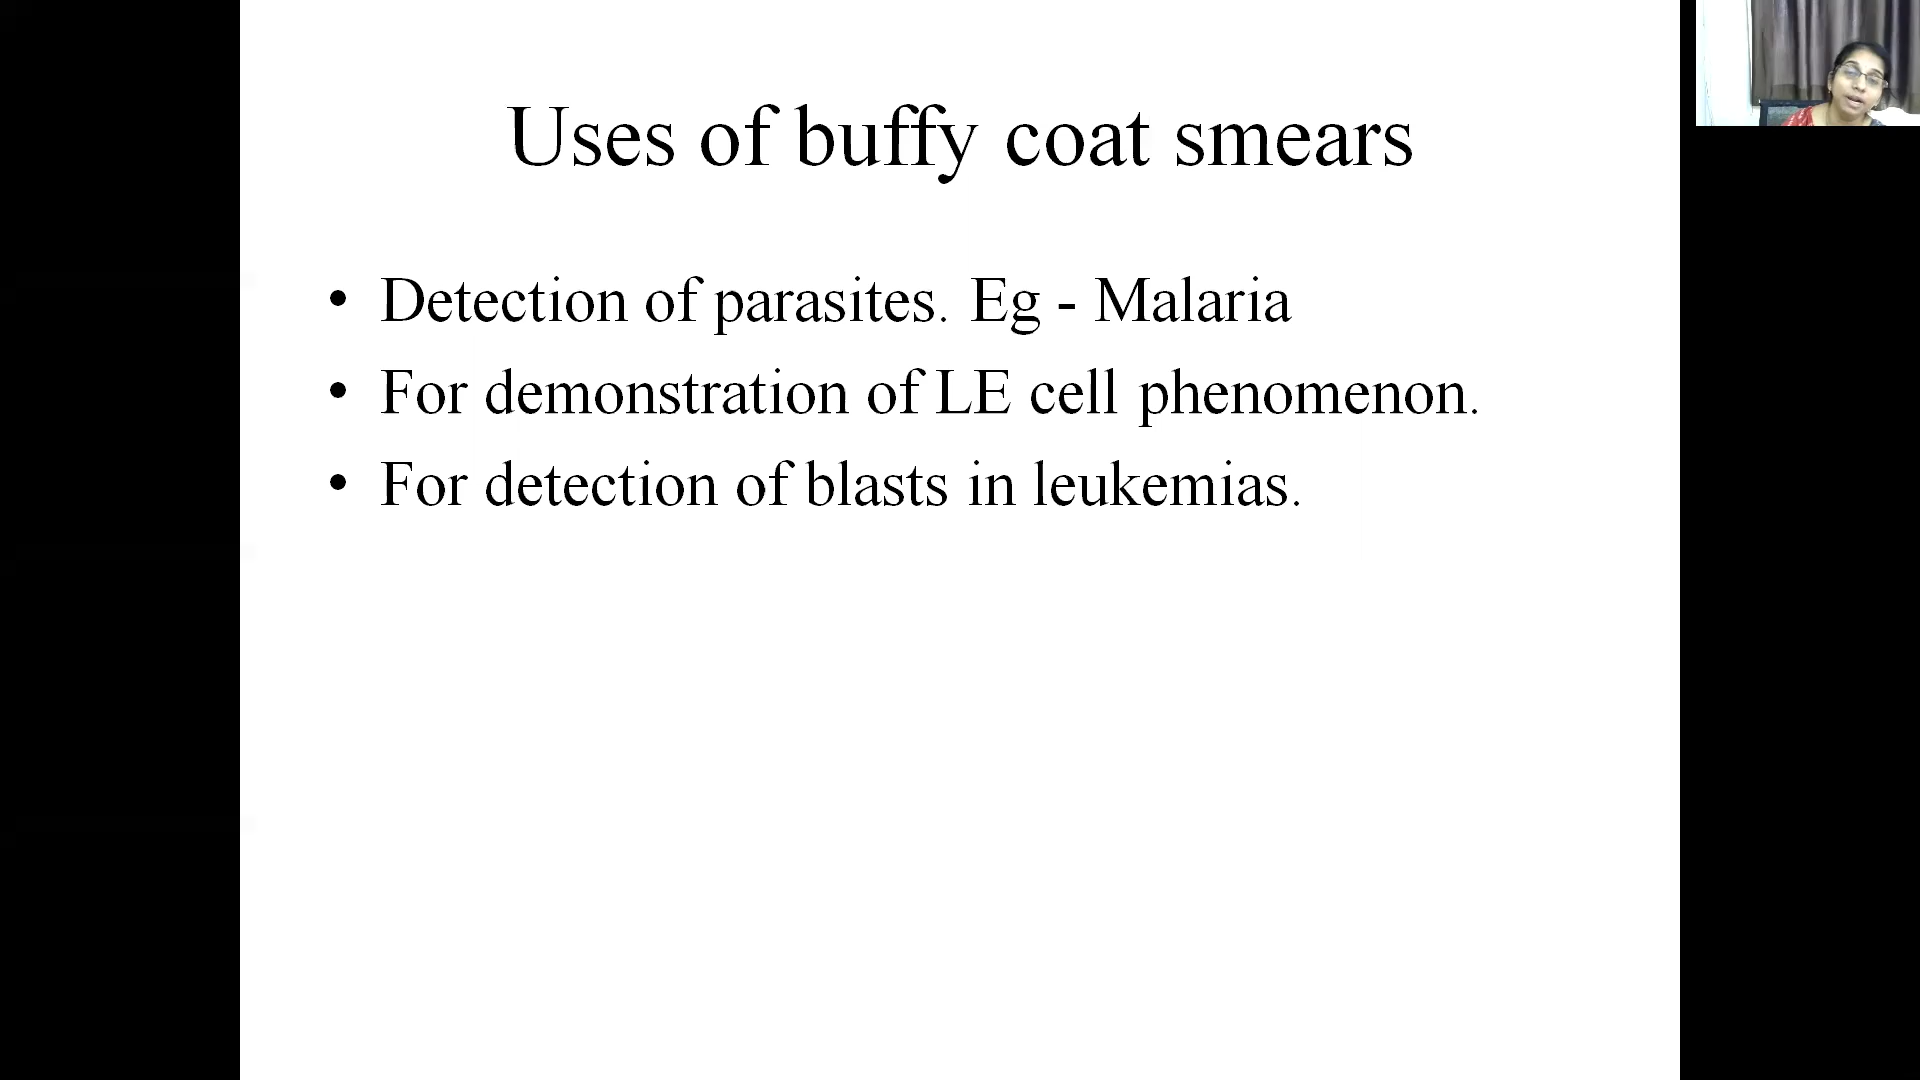 Uses of buffy coat smears
• Detection of parasites. Eg - Malaria
• For demonstration of LE cell phenomenon.
• For detection of blasts in leukemias.